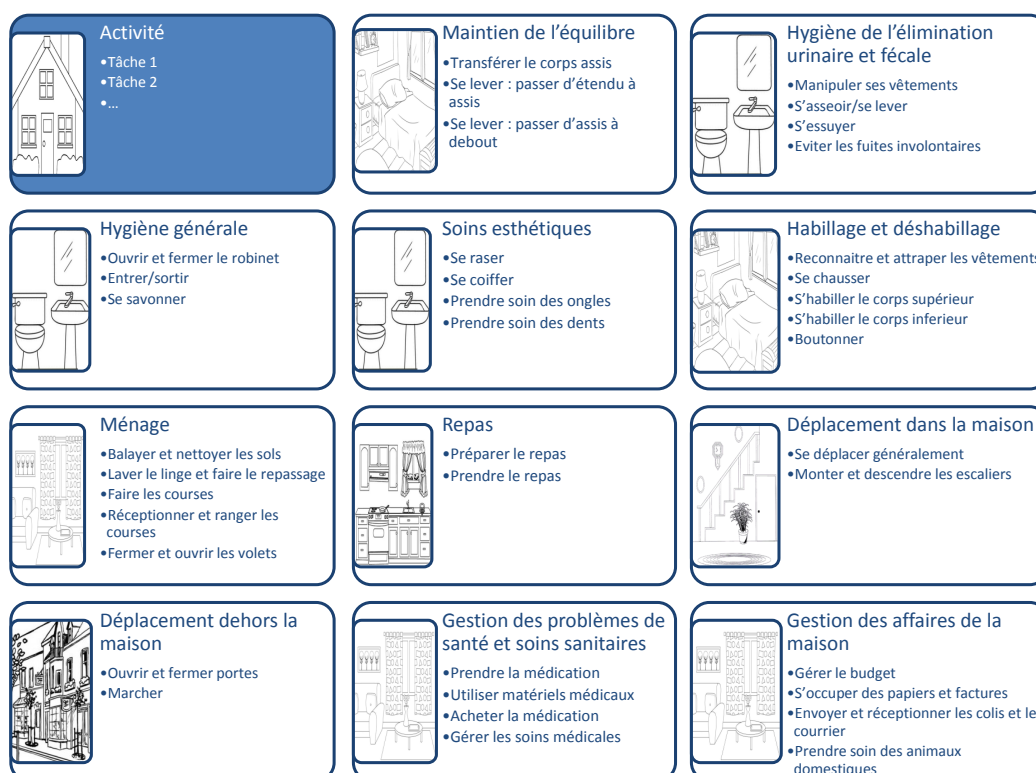 Activité
•Tâche 1
•Tâche 2
•...
Maintien de l'équilibre
•Transférer le corps assis
•Se lever : passer d'étendu à
assis
•Se lever : passer d'assis à
debout
Hygiène de l'élimination
urinaire et fécale
•Manipuler ses vêtements
•S'asseoir/se lever
•S'essuyer
•Eviter les fuites involontaires
Hygiène générale
•Ouvrir et fermer le robinet
•Entrer/sortir
•Se savonner
Soins esthétiques
•Se raser
•Se coiffer
•Prendre soin des ongles
•Prendre soin des dents
Habillage et déshabillage
•Reconnaitre et attraper les vêtements
•Se chausser
•S'habiller le corps supérieur
•S'habiller le corps inferieur
•Boutonner
Ménage
•Balayer et nettoyer les sols
•Laver le linge et faire le repassage
•Faire les courses
•Réceptionner et ranger les
courses
•Fermer et ouvrir les volets
Repas
•Préparer le repas
•Prendre le repas
Déplacement dans la maison
•Se déplacer généralement
•Monter et descendre les escaliers
Déplacement dehors la
maison
•Ouvrir et fermer portes
•Marcher
Gestion des problèmes de
santé et soins sanitaires
•Prendre la médication
•Utiliser matériels médicaux
•Acheter la médication
•Gérer les soins médicales
Gestion des affaires de la
maison
•Gérer le budget
•S'occuper des papiers et factures
•Envoyer et réceptionner les colis et le
courrier
•Prendre soin des animaux
domestiques